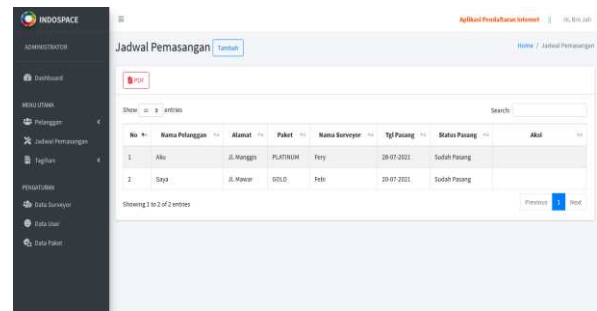 INDOSPACE
Aplikasi Pendaftaran Internet ||
ADMINISTRATOR
Jadwal Pemasangan Tambah
Home / Jadwal Pemasangan
Dashboard
PDF
MENU UTAMA
Pelanggan
Jadwal Pemasangan
Tagihan
PENGATURAN
Data Surveyor
Data User
Data Paket
Show 10 entries
Search:
No Nama Pelanggan Alamat Paket Nama Surveyor Tgl Pasang Status Pasang Aksi
1 Aku Jl. Manggis PLATINUM Fery 28-07-2021 Sudah Pasang
2 Saya Jl. Mawar GOLD Febi 20-07-2021 Sudah Pasang
Showing 1 to 2 of 2 entries
Previous 1 Next